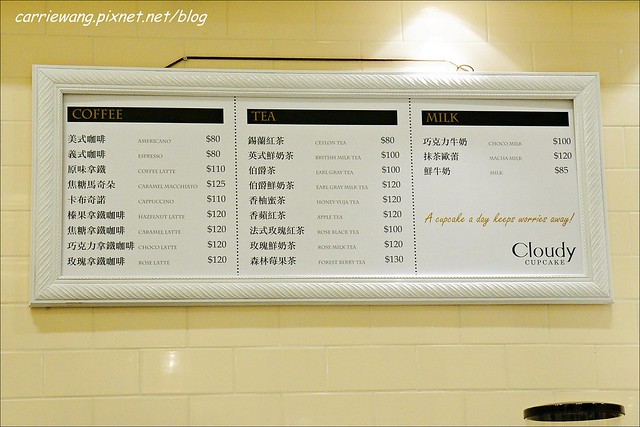 carriewang.pixnet.net/blog
COFFEE
美式咖啡 AMERICANO $80
義式咖啡 ESPRESSO $80
原味拿鐵 COFFEE LATTE $110
焦糖馬奇朵 CARAMEL MACCHIATO $125
卡布奇諾 CAPPUCCINO $110
榛果拿鐵咖啡 HAZELNUT LATTE $120
焦糖拿鐵咖啡 CARAMEL LATTE $120
巧克力拿鐵咖啡 CHOCO LATTE $120
玫瑰拿鐵咖啡 ROSE LATTE $120
TEA
錫蘭紅茶 CEYLON TEA $80
英式鮮奶茶 BRITISH MILK TEA $100
伯爵茶 EARL GRAY TEA $100
伯爵鮮奶茶 EARL GRAY MILK TEA $120
香柚蜜茶 HONEY YUJA TEA $120
香蘋紅茶 APPLE TEA $120
法式玫瑰紅茶 ROSE BLACK TEA $100
玫瑰鮮奶茶 ROSE MILK TEA $120
森林莓果茶 FOREST BERRY TEA $130
MILK
巧克力牛奶 CHOCO MILK $100
抹茶歐蕾 MACHA MILK $120
鮮牛奶 MILK $85
A cupcake a day keeps worries away!
Cloudy
CUPCAKE